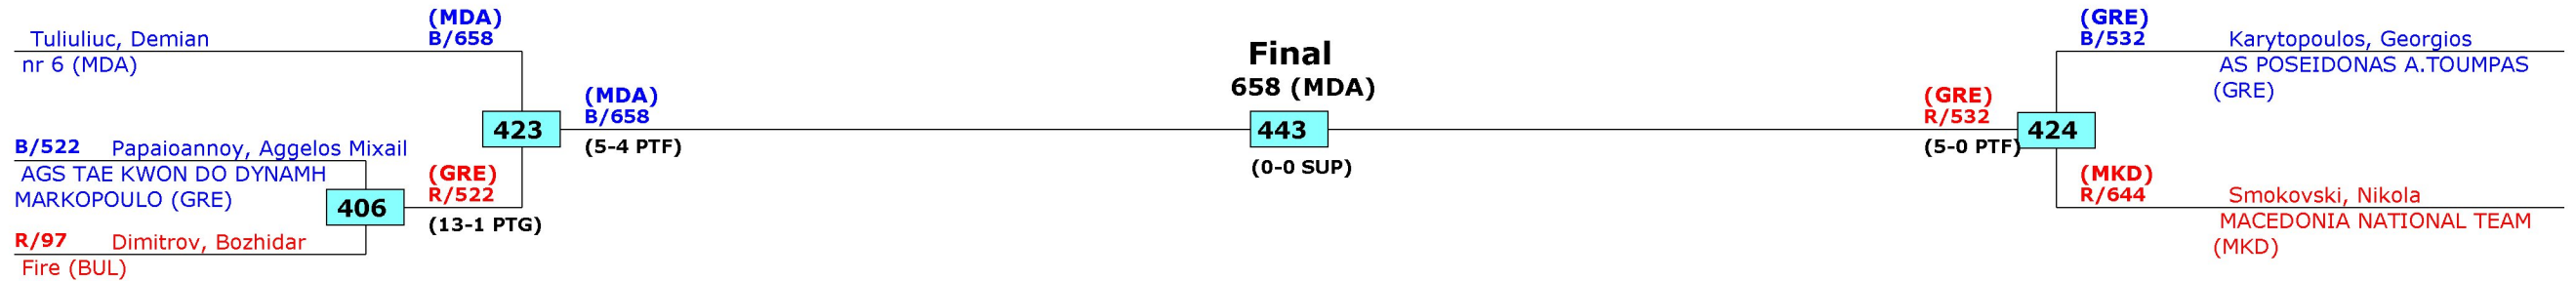 (MDA)
Tuliuliuc, Demian B/658
nr 6 (MDA)
B/522 Papaioannoy, Aggelos Mixail
AGS TAE KWON DO DYNAMH
MARKOPOULO (GRE)
406
R/97 Dimitrov, Bozhidar
Fire (BUL)
(GRE)
R/522
(13-1 PTG)
423
(MDA)
B/658
(5-4 PTF)
Final
658 (MDA)
443
(0-0 SUP)
(GRE)
R/532
(5-0 PTF)
424
(GRE)
B/532 Karytopoulos, Georgios
AS POSEIDONAS A.TOUMPAS
(GRE)
(MKD)
R/644 Smokovski, Nikola
MACEDONIA NATIONAL TEAM
(MKD)